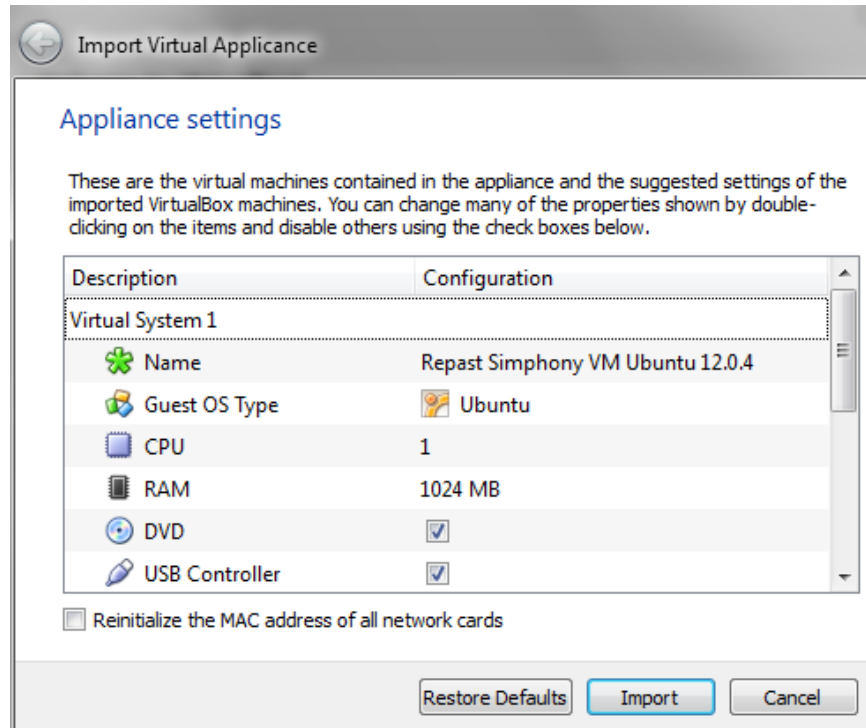 Import Virtual Applicance
Appliance settings
These are the virtual machines contained in the appliance and the suggested settings of the
imported VirtualBox machines. You can change many of the properties shown by double-
clicking on the items and disable others using the check boxes below.
Description Configuration
Virtual System 1
Name Repast Simphony VM Ubuntu 12.0.4
Guest OS Type Ubuntu
CPU 1
RAM 1024 MB
DVD
USB Controller
Reinitialize the MAC address of all network cards
Restore Defaults Import Cancel